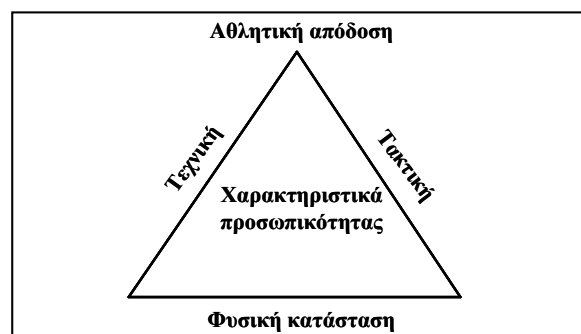 Αθλητική απόδοση
Τεχνική
Τακτική
Χαρακτηριστικά
προσωπικότητας
Φυσική κατάσταση